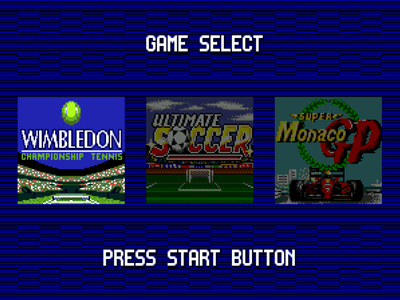 GAME SELECT
WIMBLEDON
CHAMPIONSHIP TENNIS
ULTIMATE
SOCCER
SUPER
Monaco
GP
PRESS START BUTTON